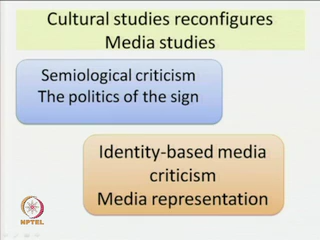 Cultural studies reconfigures
Media studies
Semiological criticism
The politics of the sign
Identity-based media
criticism
Media representation
NPTEL